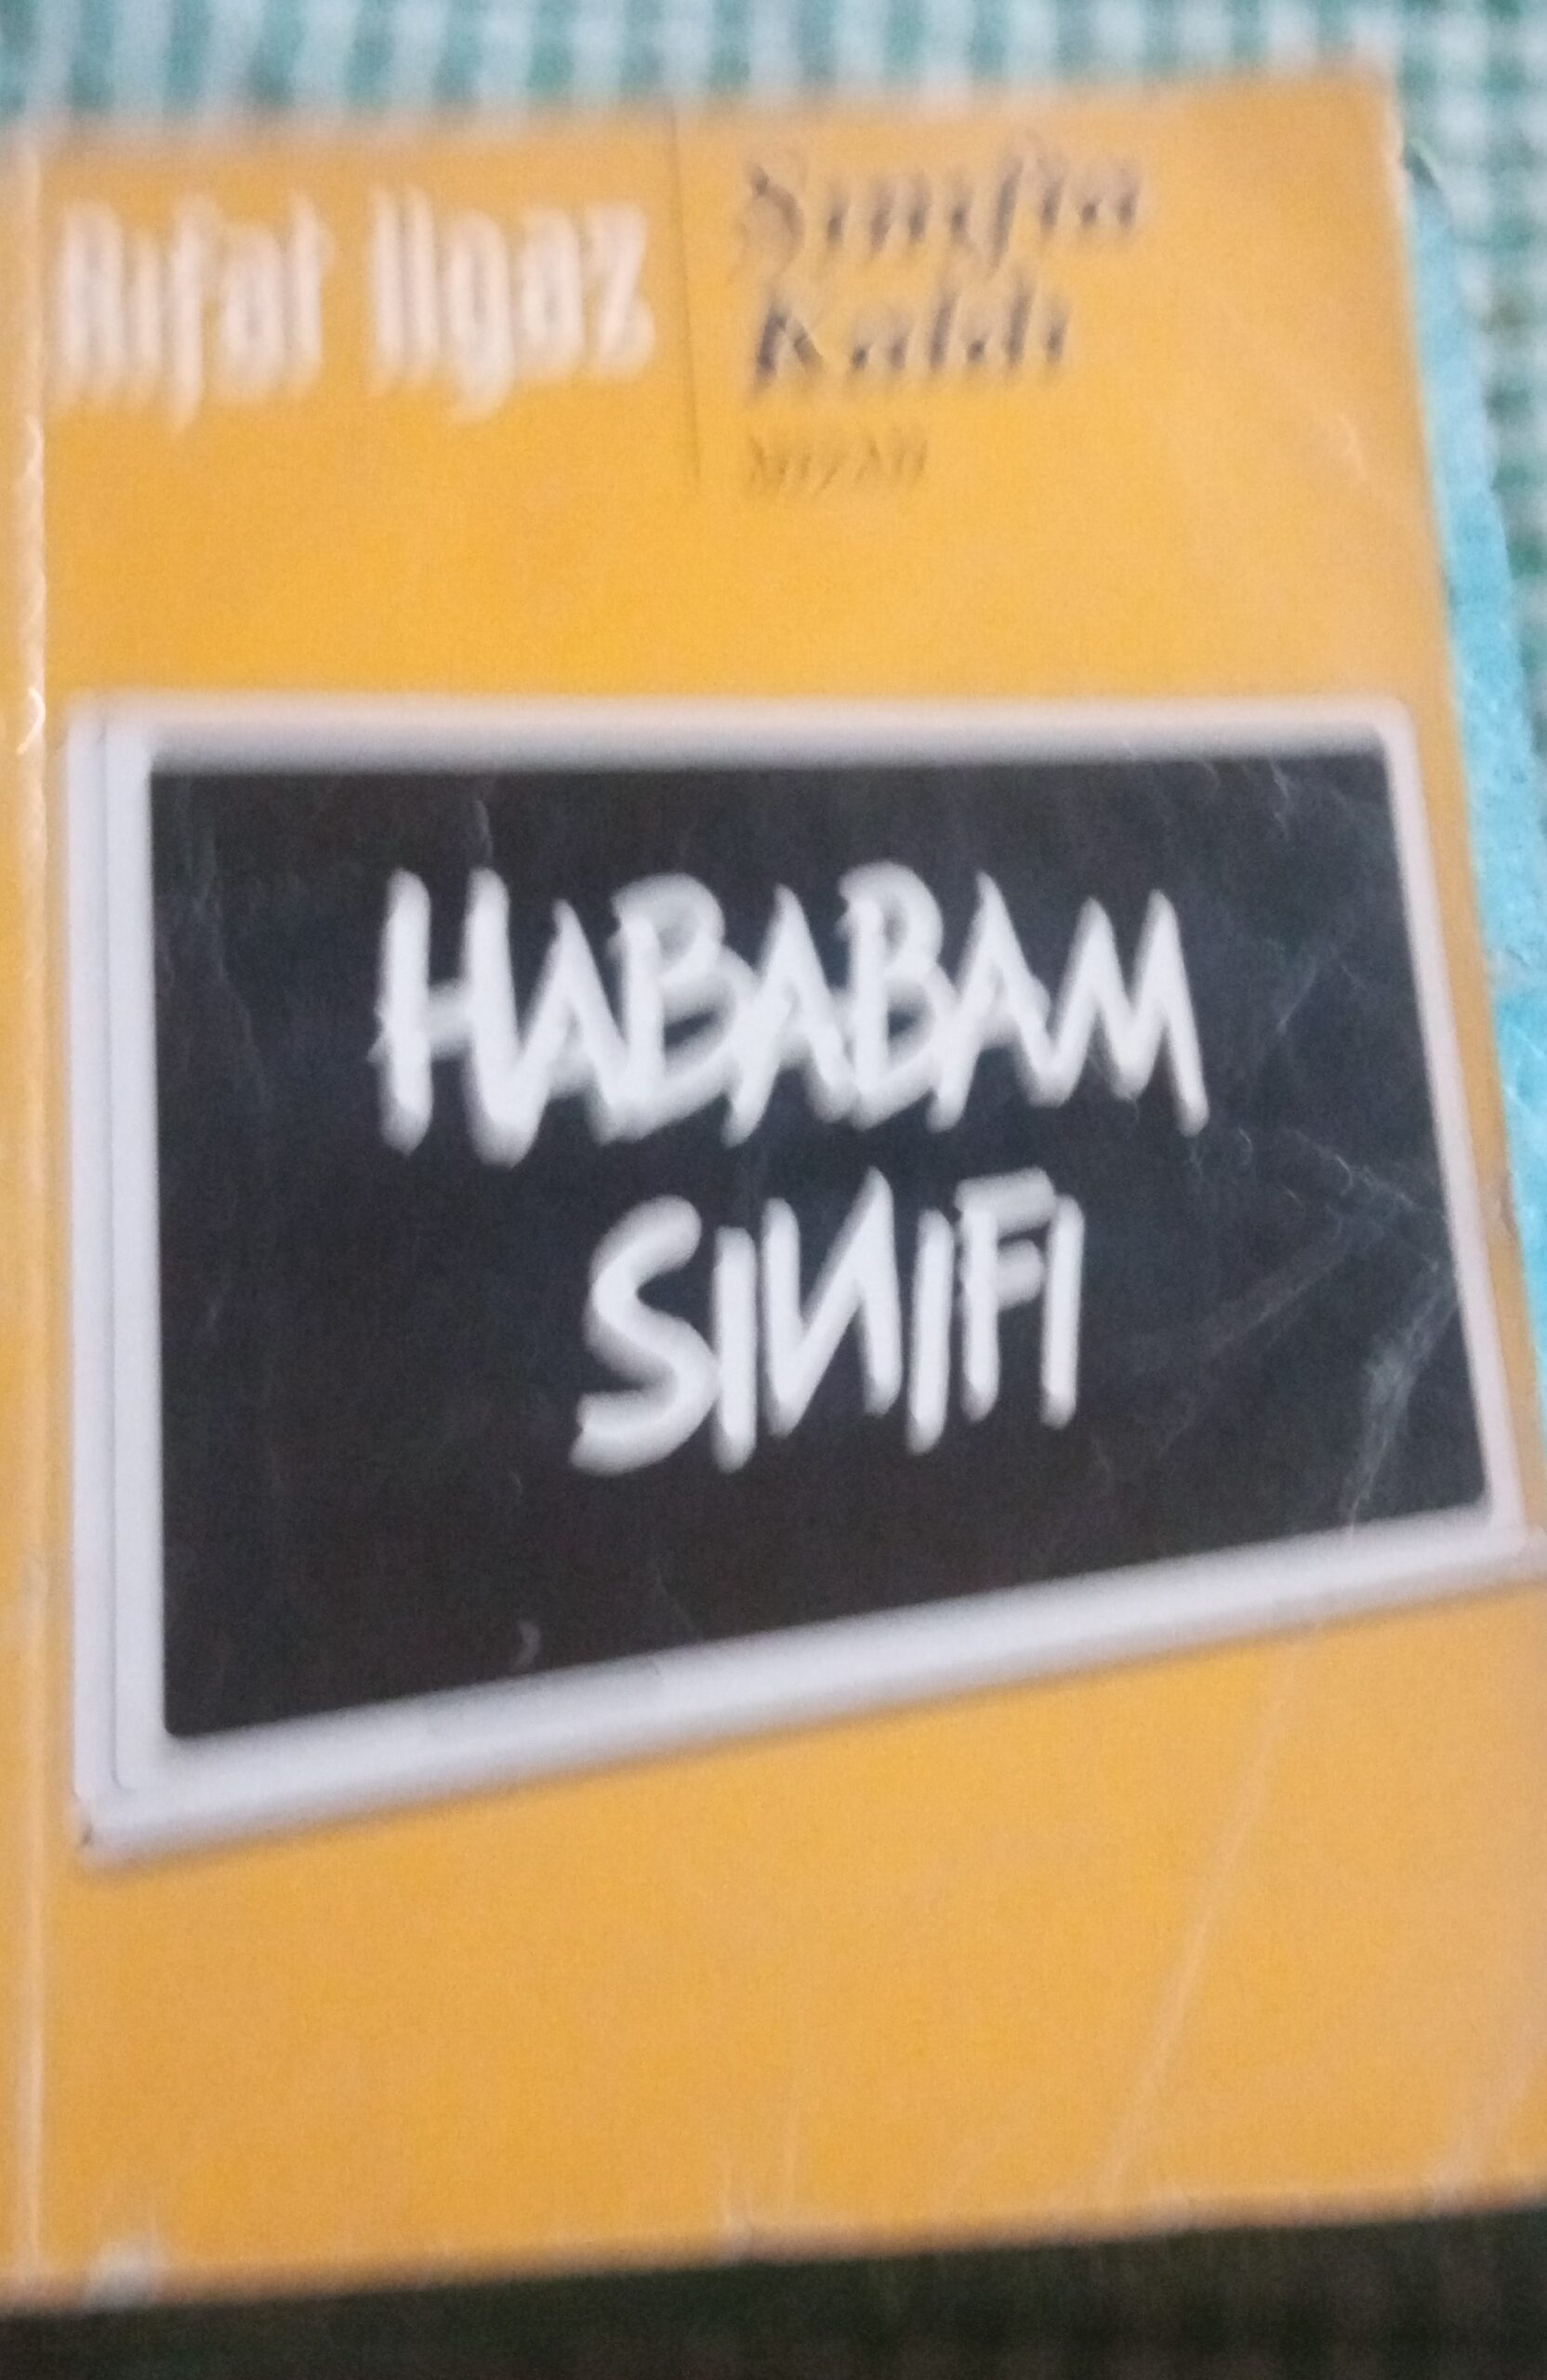 Rıfat Ilgaz
Sınıfta
Kaldı
HABABAM
SINIFI